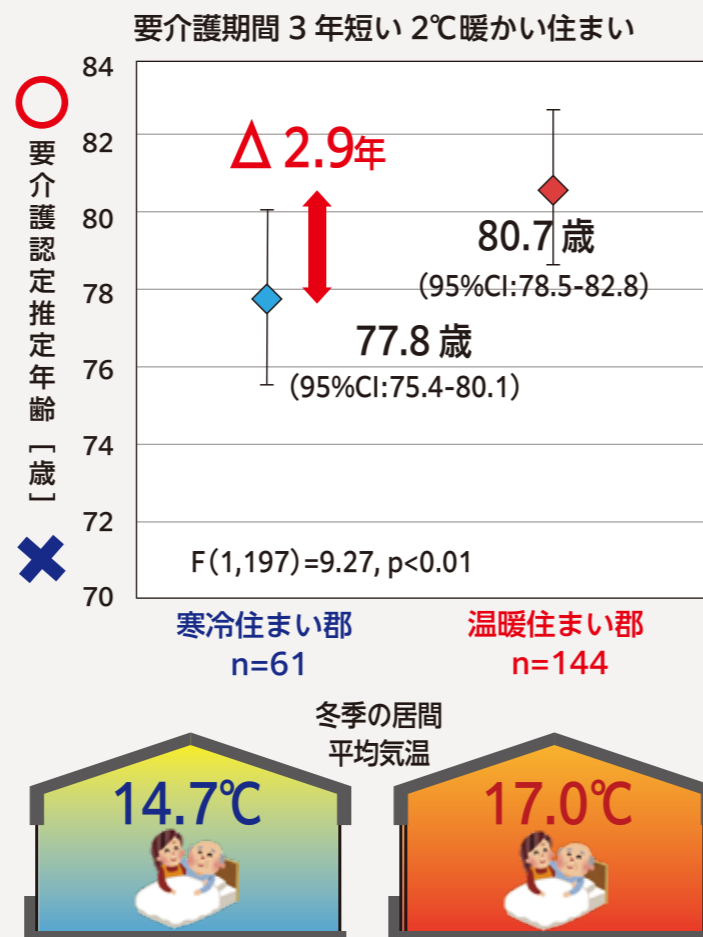 要介護期間 3 年短い 2℃暖かい住まい
84
82
80
78
76
74
72
70
要介護認定推定年齢［歳］
Δ 2.9年
80.7 歳
（95%CI:78.5-82.8）
77.8 歳
（95%CI:75.4-80.1）
F（1,197）=9.27, p<0.01
寒冷住まい郡
n=61
温暖住まい郡
n=144
冬季の居間
平均気温
14.7℃
17.0℃